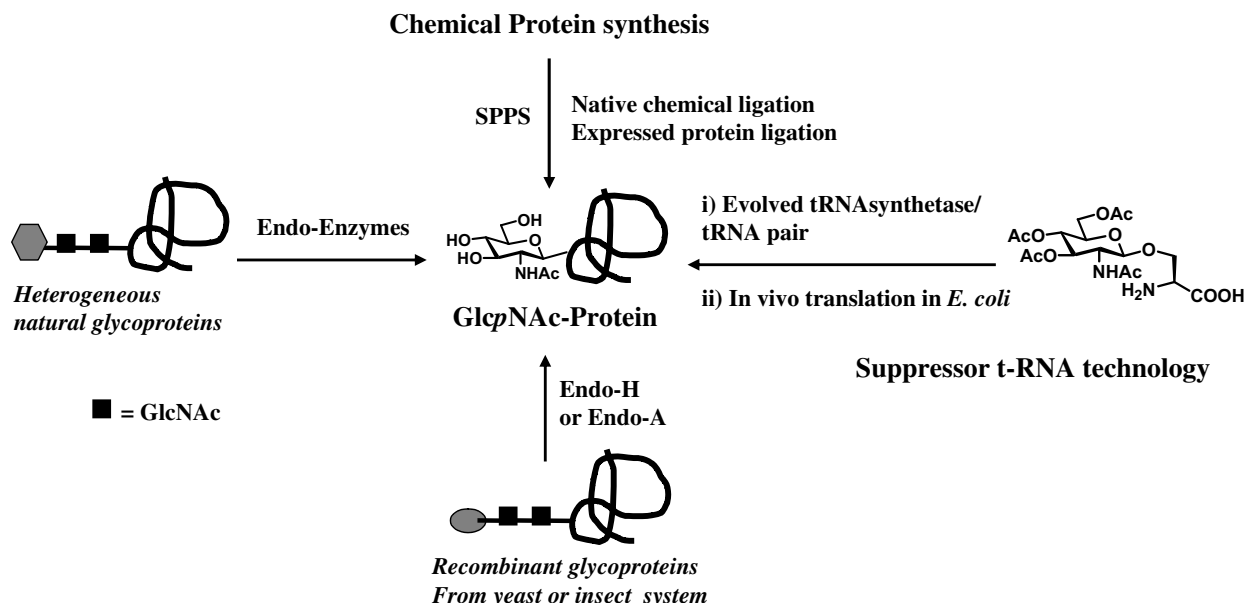 Chemical Protein synthesis
SPPS
Native chemical ligation
Expressed protein ligation
Endo-Enzymes
Heterogeneous
natural glycoproteins
OH
HO
HO
O
NHAc
GlcpNAc-Protein
i) Evolved tRNAsynthetase/
tRNA pair
ii) In vivo translation in E. coli
OAc
AcO
AcO
O
O
NHAc
H2N
COOH
Suppressor t-RNA technology
= GlcNAc
Endo-H
or Endo-A
Recombinant glycoproteins
From yeast or insect system